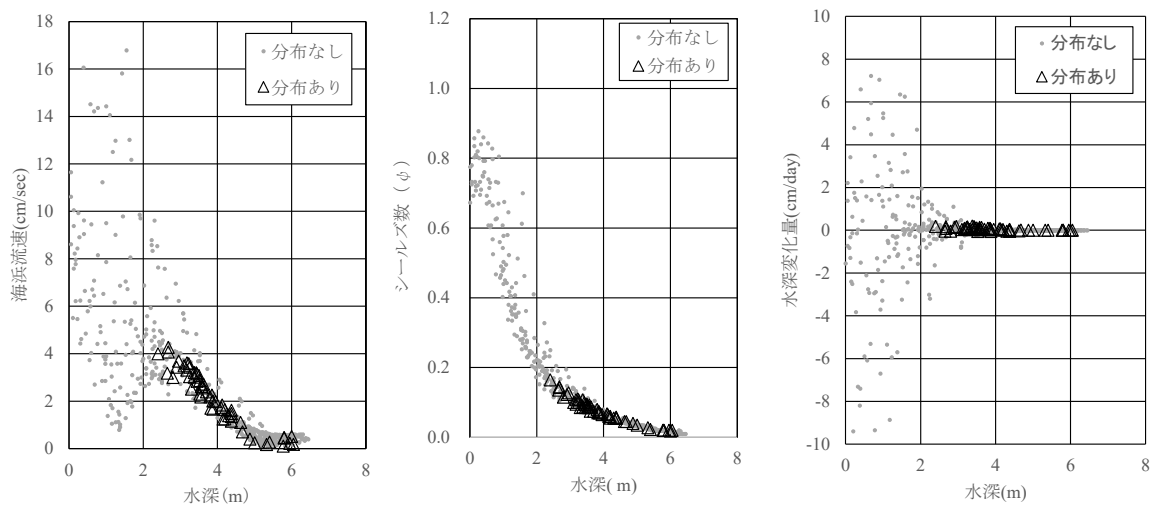 海浜流速(cm/sec)
18
16
14
12
10
8
6
4
2
0
分布なし
分布あり
0 2 4 6 8
水深(m)
シールズ数(φ)
1.2
1.0
0.8
0.6
0.4
0.2
0.0
分布なし
分布あり
0 2 4 6 8
水深( m)
水深変化量(cm/day)
10
8
6
4
2
0
-2
-4
-6
-8
-10
分布なし
分布あり
0 2 4 6 8
水深(m)